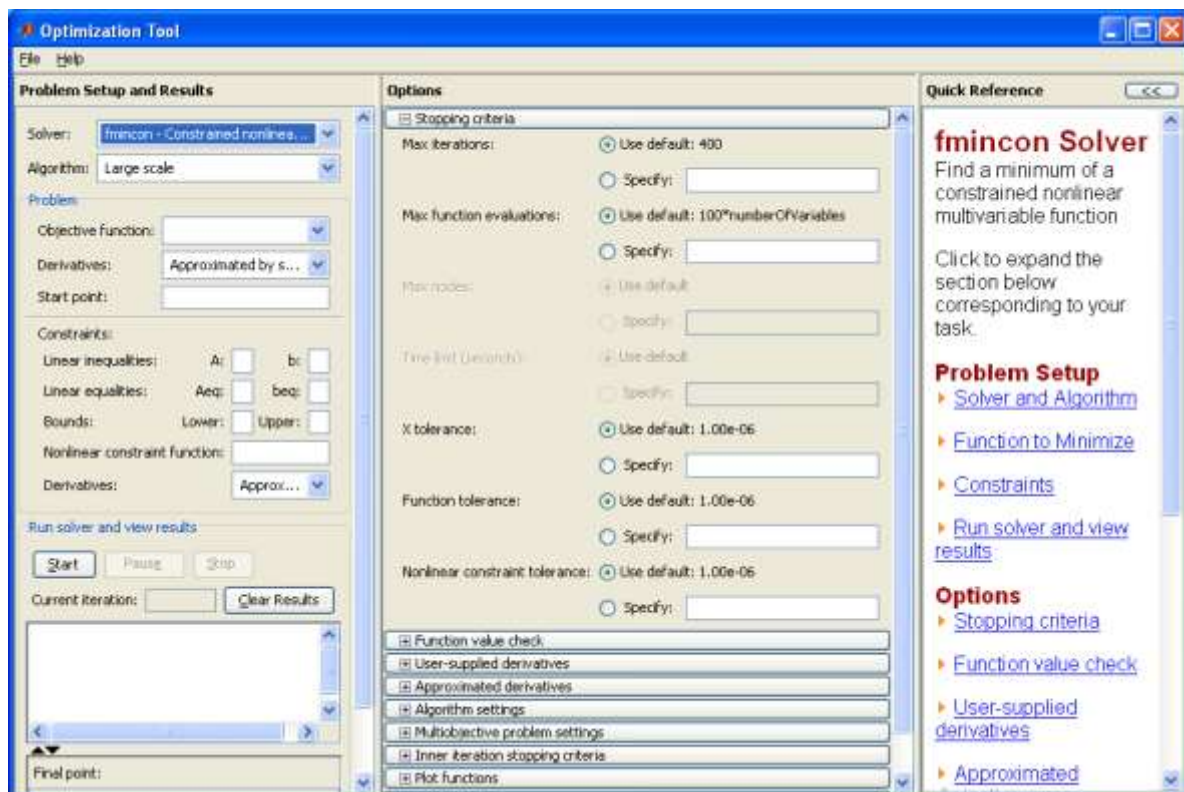 Optimization Tool
File Help
Problem Setup and Results
Solver: fmincon - Constrained nonlinea...
Algorithm: Large scale
Problem
Objective function:
Derivatives: Approximated by s...
Start point:
Constraints:
Linear inequalities: A: b:
Linear equalities: Aeq: beq:
Bounds: Lower: Upper:
Nonlinear constraint function:
Derivatives: Approx...
Run solver and view results
Start Pause Stop
Current iteration: Clear Results
Final point:
Options
Stopping criteria
Max iterations: Use default: 400
Specify:
Max function evaluations: Use default: 100*numberOfVariables
Specify:
Max nodes: Use default
Specify:
Time limit (seconds): Use default
Specify:
X tolerance: Use default: 1.00e-06
Specify:
Function tolerance: Use default: 1.00e-06
Specify:
Nonlinear constraint tolerance: Use default: 1.00e-06
Specify:
Function value check
User-supplied derivatives
Approximated derivatives
Algorithm settings
Multiobjective problem settings
Inner iteration stopping criteria
Plot functions
Quick Reference <<
fmincon Solver
Find a minimum of a
constrained nonlinear
multivariable function
Click to expand the
section below
corresponding to your
task.
Problem Setup
Solver and Algorithm
Function to Minimize
Constraints
Run solver and view
results
Options
Stopping criteria
Function value check
User-supplied
derivatives
Approximated